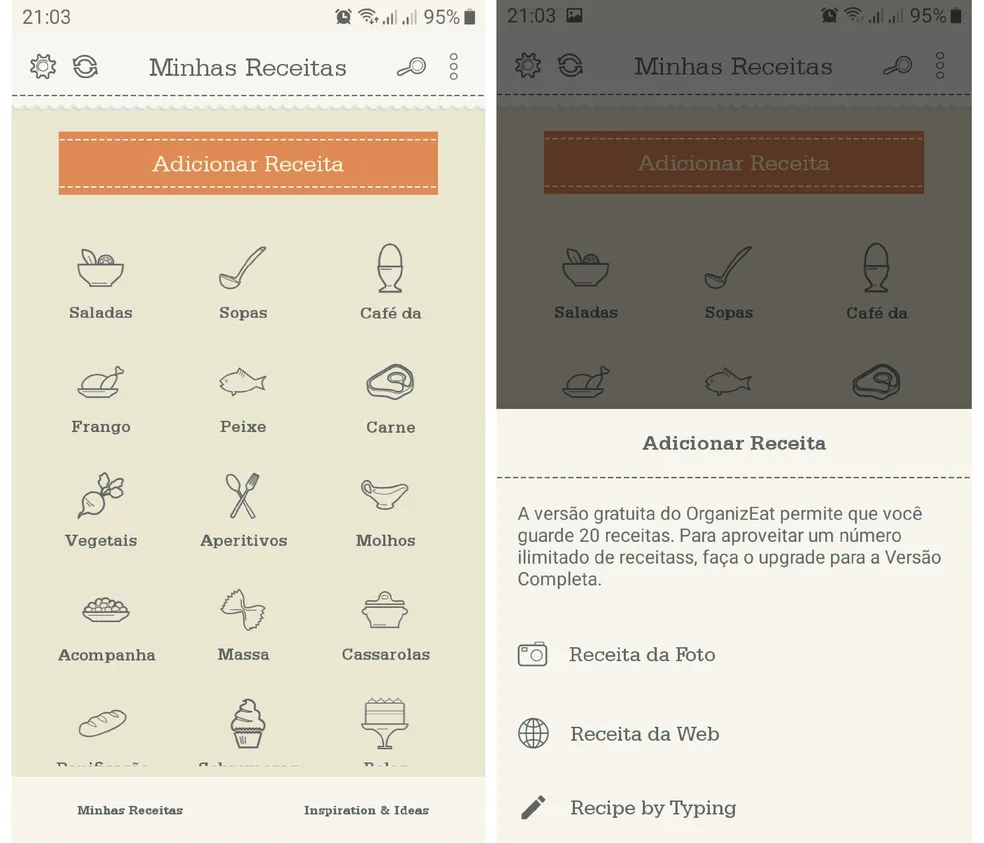 21:03 95%
Minhas Receitas
Adicionar Receita
Saladas Sopas Café da
Frango Peixe Carne
Vegetais Aperitivos Molhos
Acompanha Massa Cassarolas
Panificação Sobremesas Bolos
Minhas Receitas Inspiration & Ideas
21:03 95%
Minhas Receitas
Adicionar Receita
Saladas Sopas Café da
Adicionar Receita
A versão gratuita do OrganizEat permite que você
guarde 20 receitas. Para aproveitar um número
ilimitado de receitass, faça o upgrade para a Versão
Completa.
Receita da Foto
Receita da Web
Recipe by Typing